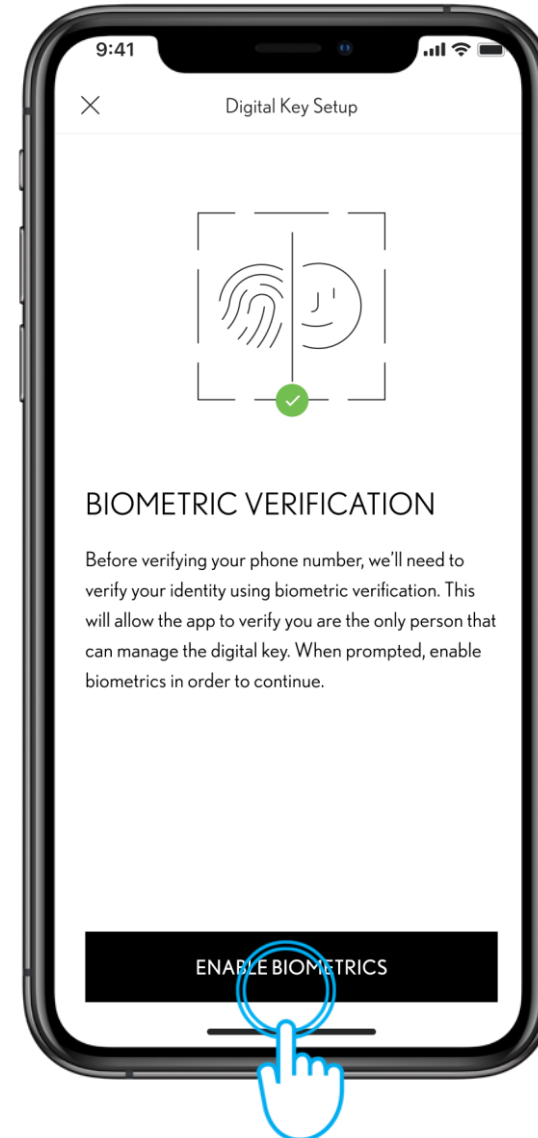 9:41
Digital Key Setup
BIOMETRIC VERIFICATION
Before verifying your phone number, we'll need to
verify your identity using biometric verification. This
will allow the app to verify you are the only person that
can manage the digital key. When prompted, enable
biometrics in order to continue.
ENABLE BIOMETRICS